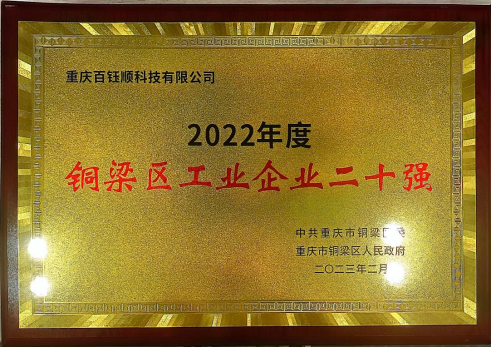 重庆百钰顺科技有限公司
2022年度
铜梁区工业企业二十强
中共重庆市铜梁区
重庆市铜梁区人民政府
二〇二三年二月